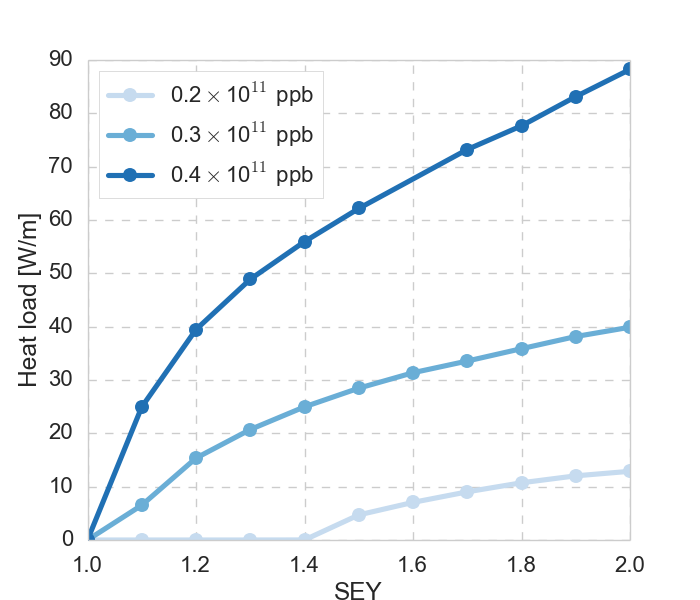 90
80
70
60
50
40
30
20
10
0
Heat load [W/m]
0.2 × 10¹¹ ppb
0.3 × 10¹¹ ppb
0.4 × 10¹¹ ppb
1.0 1.2 1.4 1.6 1.8 2.0
SEY